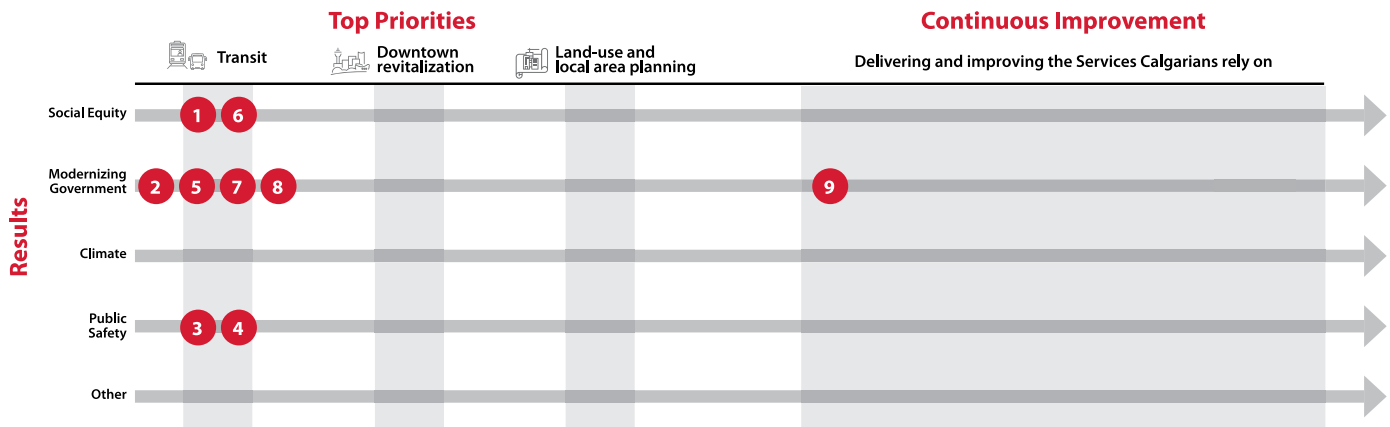 Top Priorities
Continuous Improvement
Transit
Downtown
revitalization
Land-use and
local area planning
Delivering and improving the Services Calgarians rely on
Results
Social Equity
1 6
Modernizing
Government
2 5 7 8 9
Climate
Public
Safety
3 4
Other